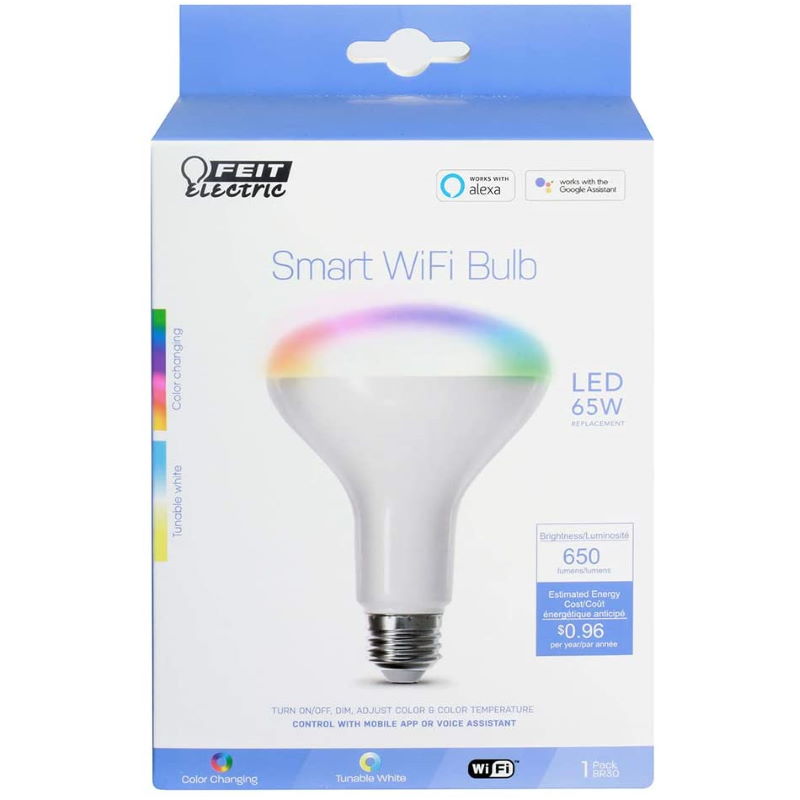 FEIT
ELECTRIC
WORKS WITH
alexa
works with the
Google Assistant
Smart WiFi Bulb
Color changing
Tunable white
LED
65W
REPLACEMENT
Brightness/Luminosité
650
lumens/lumens
Estimated Energy
Cost/Coût
énergétique anticipé
$0.96
per year/par année
TURN ON/OFF, DIM, ADJUST COLOR & COLOR TEMPERATURE
CONTROL WITH MOBILE APP OR VOICE ASSISTANT
Color Changing
Tunable White
WiFi™
1 Pack
BR30